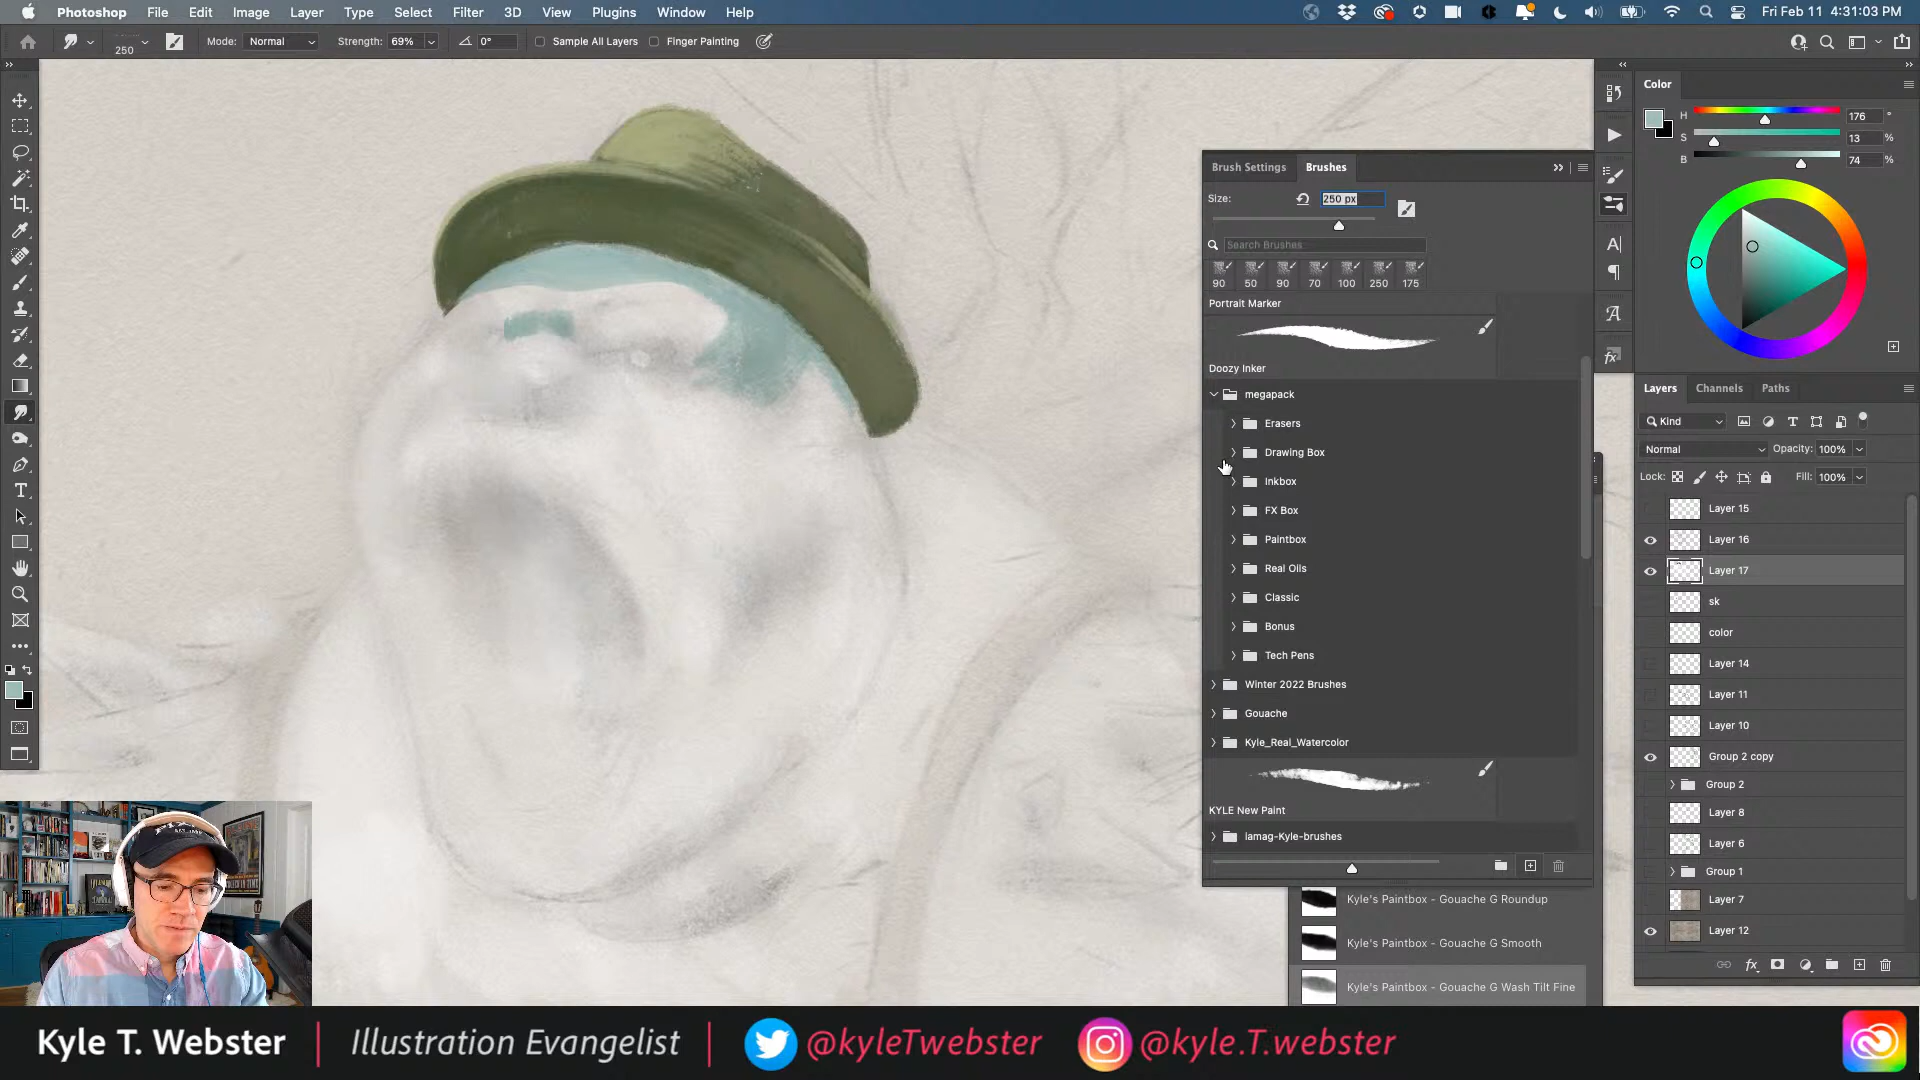 Photoshop File Edit Image Layer Type Select Filter 3D View Plugins Window Help Fri Feb 11 4:31:03 PM
250 Mode: Normal Strength: 69% 0° Sample All Layers Finger Painting
Brush Settings Brushes
Size: 250 px
Search Brushes
90 50 90 70 100 250 175
Portrait Marker
Doozy Inker
megapack
Erasers
Drawing Box
Inkbox
FX Box
Paintbox
Real Oils
Classic
Bonus
Tech Pens
Winter 2022 Brushes
Gouache
Kyle_Real_Watercolor
KYLE New Paint
iamag-Kyle-brushes
Kyle's Paintbox - Gouache G Roundup
Kyle's Paintbox - Gouache G Smooth
Kyle's Paintbox - Gouache G Wash Tilt Fine
Color
H 176 °
S 13 %
B 74 %
Layers Channels Paths
Kind
Normal Opacity: 100%
Lock: Fill: 100%
Layer 15
Layer 16
Layer 17
sk
color
Layer 14
Layer 11
Layer 10
Group 2 copy
Group 2
Layer 8
Layer 6
Group 1
Layer 7
Layer 12
Kyle T. Webster | Illustration Evangelist | @kyleTwebster @kyle.T.webster